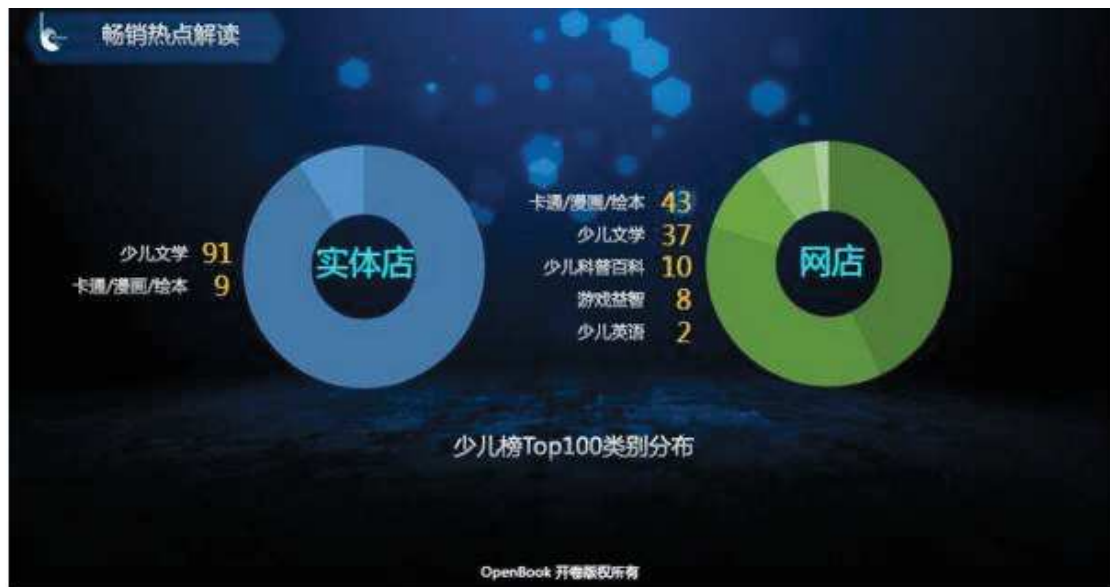 畅销热点解读
少儿文学 91
卡通/漫画/绘本 9
实体店
卡通/漫画/绘本 43
少儿文学 37
少儿科普百科 10
游戏益智 8
少儿英语 2
网店
少儿榜Top100类别分布
OpenBook 开卷版权所有